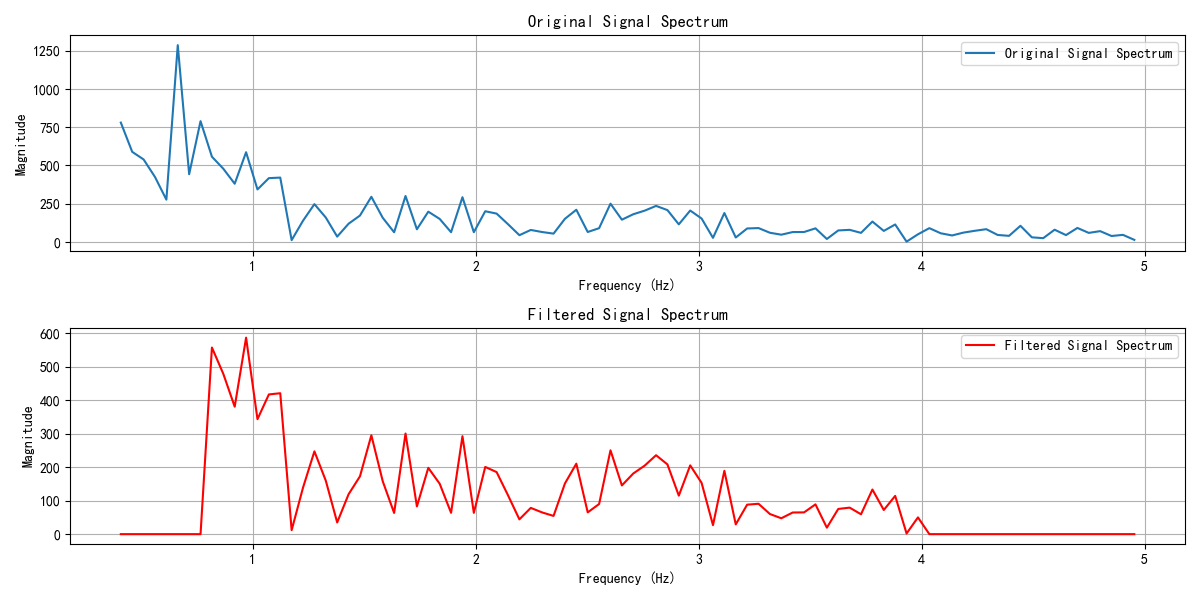 Original Signal Spectrum
1250
1000
750
500
250
0
Magnitude
Original Signal Spectrum
1 2 3 4 5
Frequency (Hz)
Filtered Signal Spectrum
600
500
400
300
200
100
0
Magnitude
Filtered Signal Spectrum
1 2 3 4 5
Frequency (Hz)